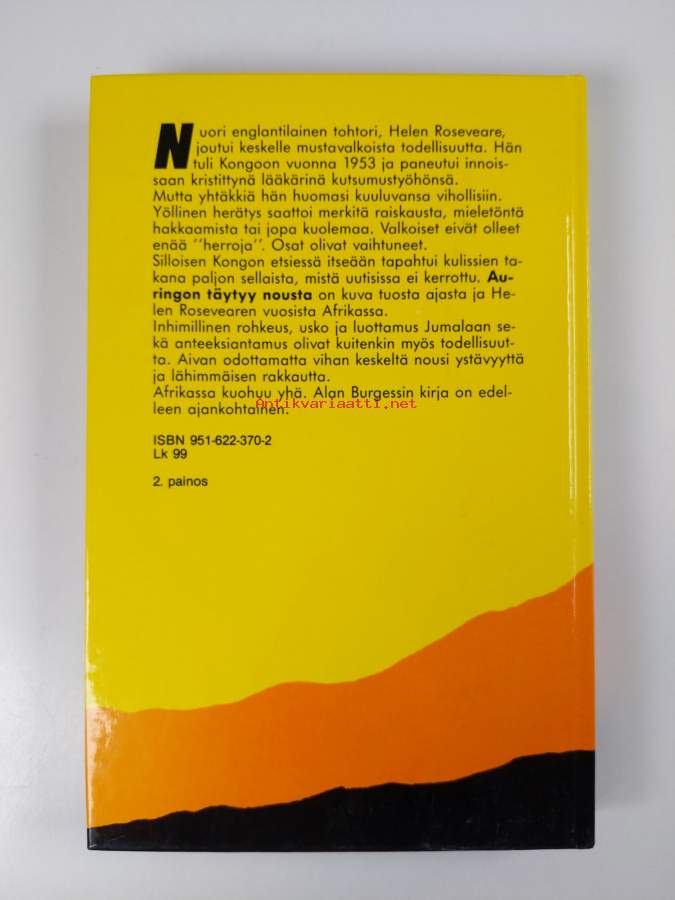 Nuori englantilainen tohtori, Helen Roseveare,
joutui keskelle mustavalkoista todellisuutta. Hän
tuli Kongoon vuonna 1953 ja paneutui innois-
saan kristittynä lääkärinä kutsumustyöhönsä.
Mutta yhtäkkiä hän huomasi kuuluvansa vihollisiin.
Yöllinen herätys saattoi merkitä raiskausta, mieletöntä
hakkaamista tai jopa kuolemaa. Valkoiset eivät olleet
enää ''herroja''. Osat olivat vaihtuneet.
Silloisen Kongon etsiessä itseään tapahtui kulissien ta-
kana paljon sellaista, mistä uutisissa ei kerrottu. Au-
ringon täytyy nousta on kuva tuosta ajasta ja He-
len Rosevearen vuosista Afrikassa.
Inhimillinen rohkeus, usko ja luottamus Jumalaan se-
kä anteeksiantamus olivat kuitenkin myös todellisuut-
ta. Aivan odottamatta vihan keskeltä nousi ystävyyttä
ja lähimmäisen rakkautta.
Afrikassa kuohuu yhä. Alan Burgessin kirja on edel-
leen ajankohtainen.
Antikvariaatti.net
ISBN 951-622-370-2
Lk 99
2. painos